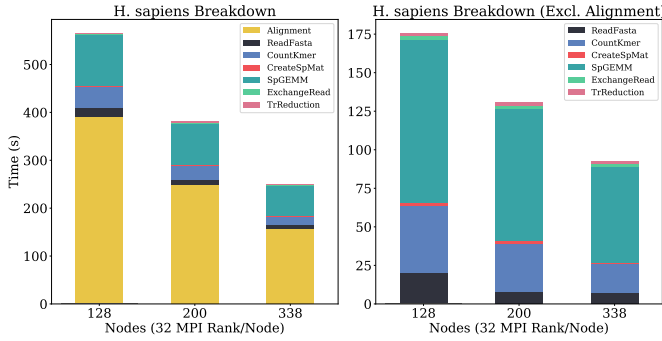 H. sapiens Breakdown
Time (s)
500
400
300
200
100
0
128
200
338
Nodes (32 MPI Rank/Node)
Alignment
ReadFasta
CountKmer
CreateSpMat
SpGEMM
ExchangeRead
TrReduction
H. sapiens Breakdown (Excl. Alignment)
175
150
125
100
75
50
25
0
128
200
338
Nodes (32 MPI Rank/Node)
ReadFasta
CountKmer
CreateSpMat
SpGEMM
ExchangeRead
TrReduction